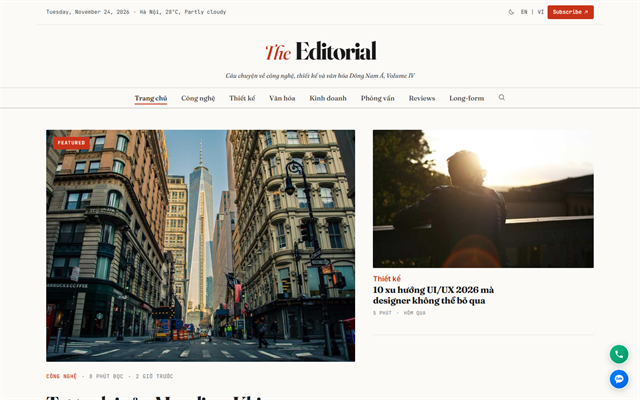 Tuesday, November 24, 2026 · Hà Nội, 28°C, Partly cloudy
EN | VI
Subscribe ↗
The Editorial
Câu chuyện về công nghệ, thiết kế và văn hóa Đông Nam Á, Volume IV
Trang chủ Công nghệ Thiết kế Văn hóa Kinh doanh Phỏng vấn Reviews Long-form
FEATURED
CÔNG NGHỆ · 8 PHÚT ĐỌC · 2 GIỜ TRƯỚC
Thiết kế
10 xu hướng UI/UX 2026 mà
designer không thể bỏ qua
5 PHÚT · HÔM QUA